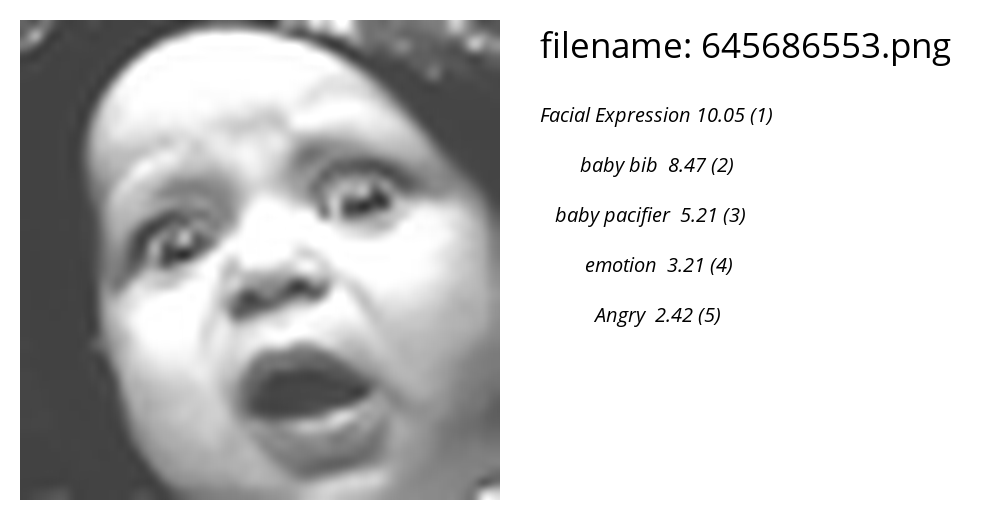 filename: 645686553.png
Facial Expression 10.05 (1)
baby bib 8.47 (2)
baby pacifier 5.21 (3)
emotion 3.21 (4)
Angry 2.42 (5)